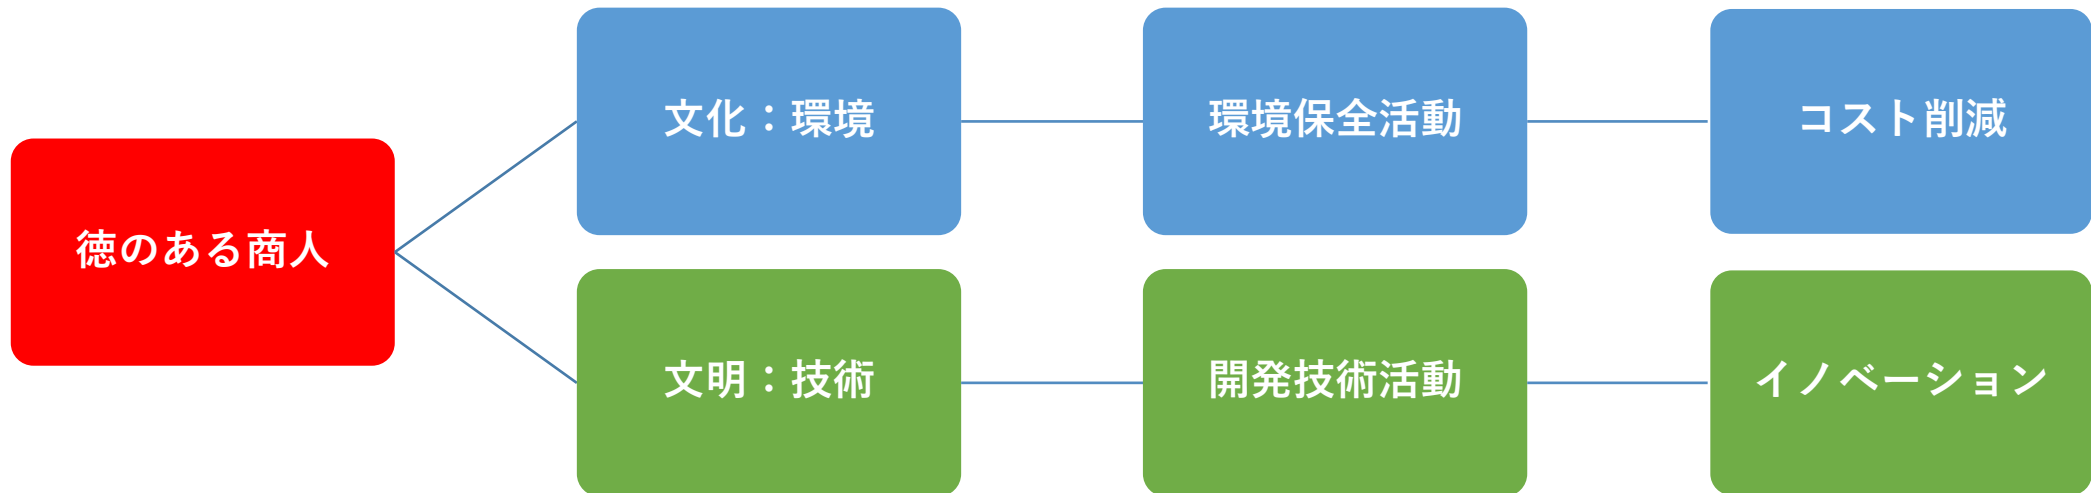 徳のある商人
文化：環境
環境保全活動
コスト削減
文明：技術
開発技術活動
イノベーション